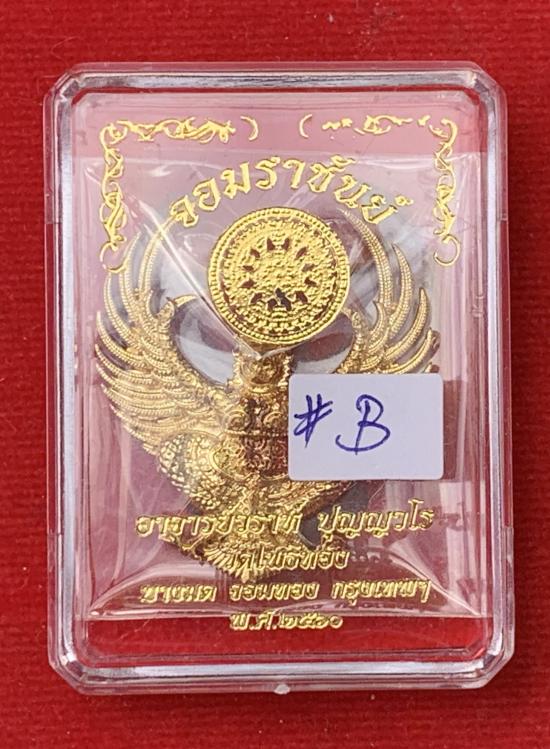 จอมราชันย์
# B
อาจารย์วราห์ ปุญญวโร
วัดโพธิทอง
บางมด จอมทอง กรุงเทพฯ
พ.ศ.๒๕๖๐